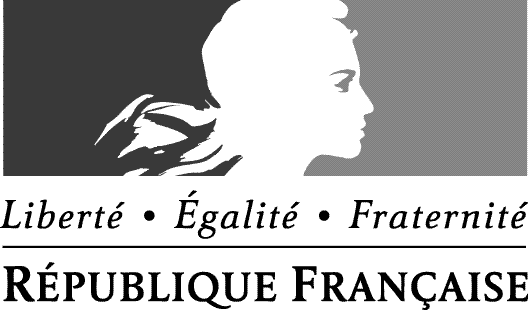 Liberté • Égalité • Fraternité
RÉPUBLIQUE FRANÇAISE